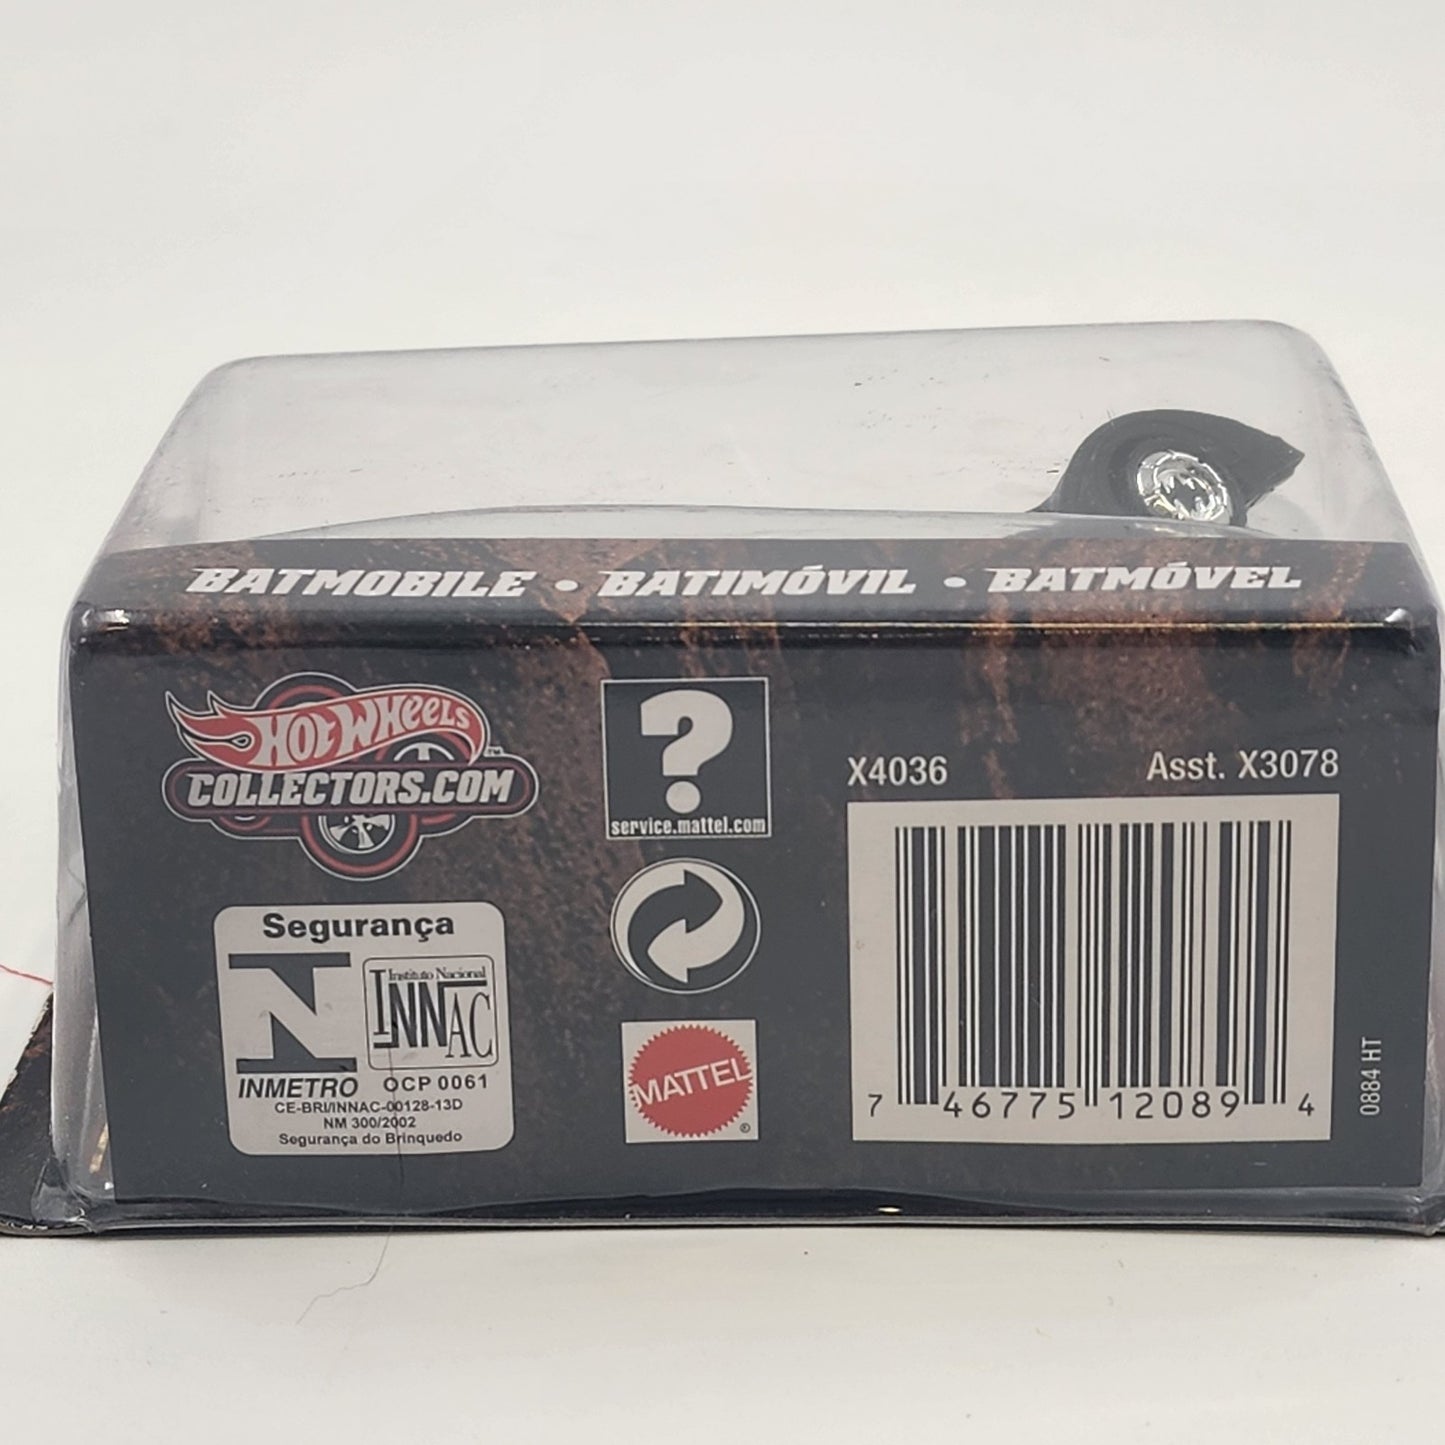 BATMOBILE • BATIMÓVIL • BATMÓVEL
HOT WHEELS™
COLLECTORS.COM
?
service.mattel.com
X4036 Asst. X3078
Segurança
Instituto Nacional
INNAC
INMETRO OCP 0061
CE-BRI/INNAC-00128-13D
NM 300/2002
Segurança do Brinquedo
MATTEL®
7 46775 12089 4
0884 HT